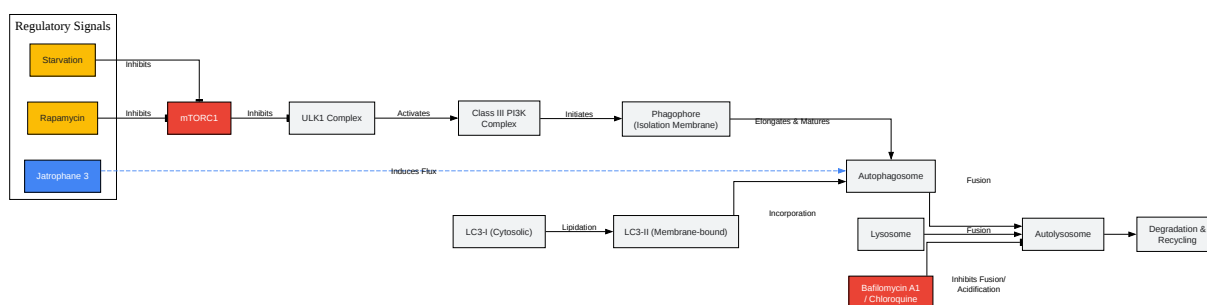 Regulatory Signals
Starvation
Inhibits
Rapamycin
Inhibits
mTORC1
Inhibits
ULK1 Complex
Activates
Class III PI3K
Complex
Initiates
Phagophore
(Isolation Membrane)
Elongates & Matures
Jatrophane 3
Induces Flux
Autophagosome
Fusion
LC3-I (Cytosolic)
Lipidation
LC3-II (Membrane-bound)
Incorporation
Lysosome
Fusion
Autolysosome
Degradation &
Recycling
Bafilomycin A1
/ Chloroquine
Inhibits Fusion/
Acidification